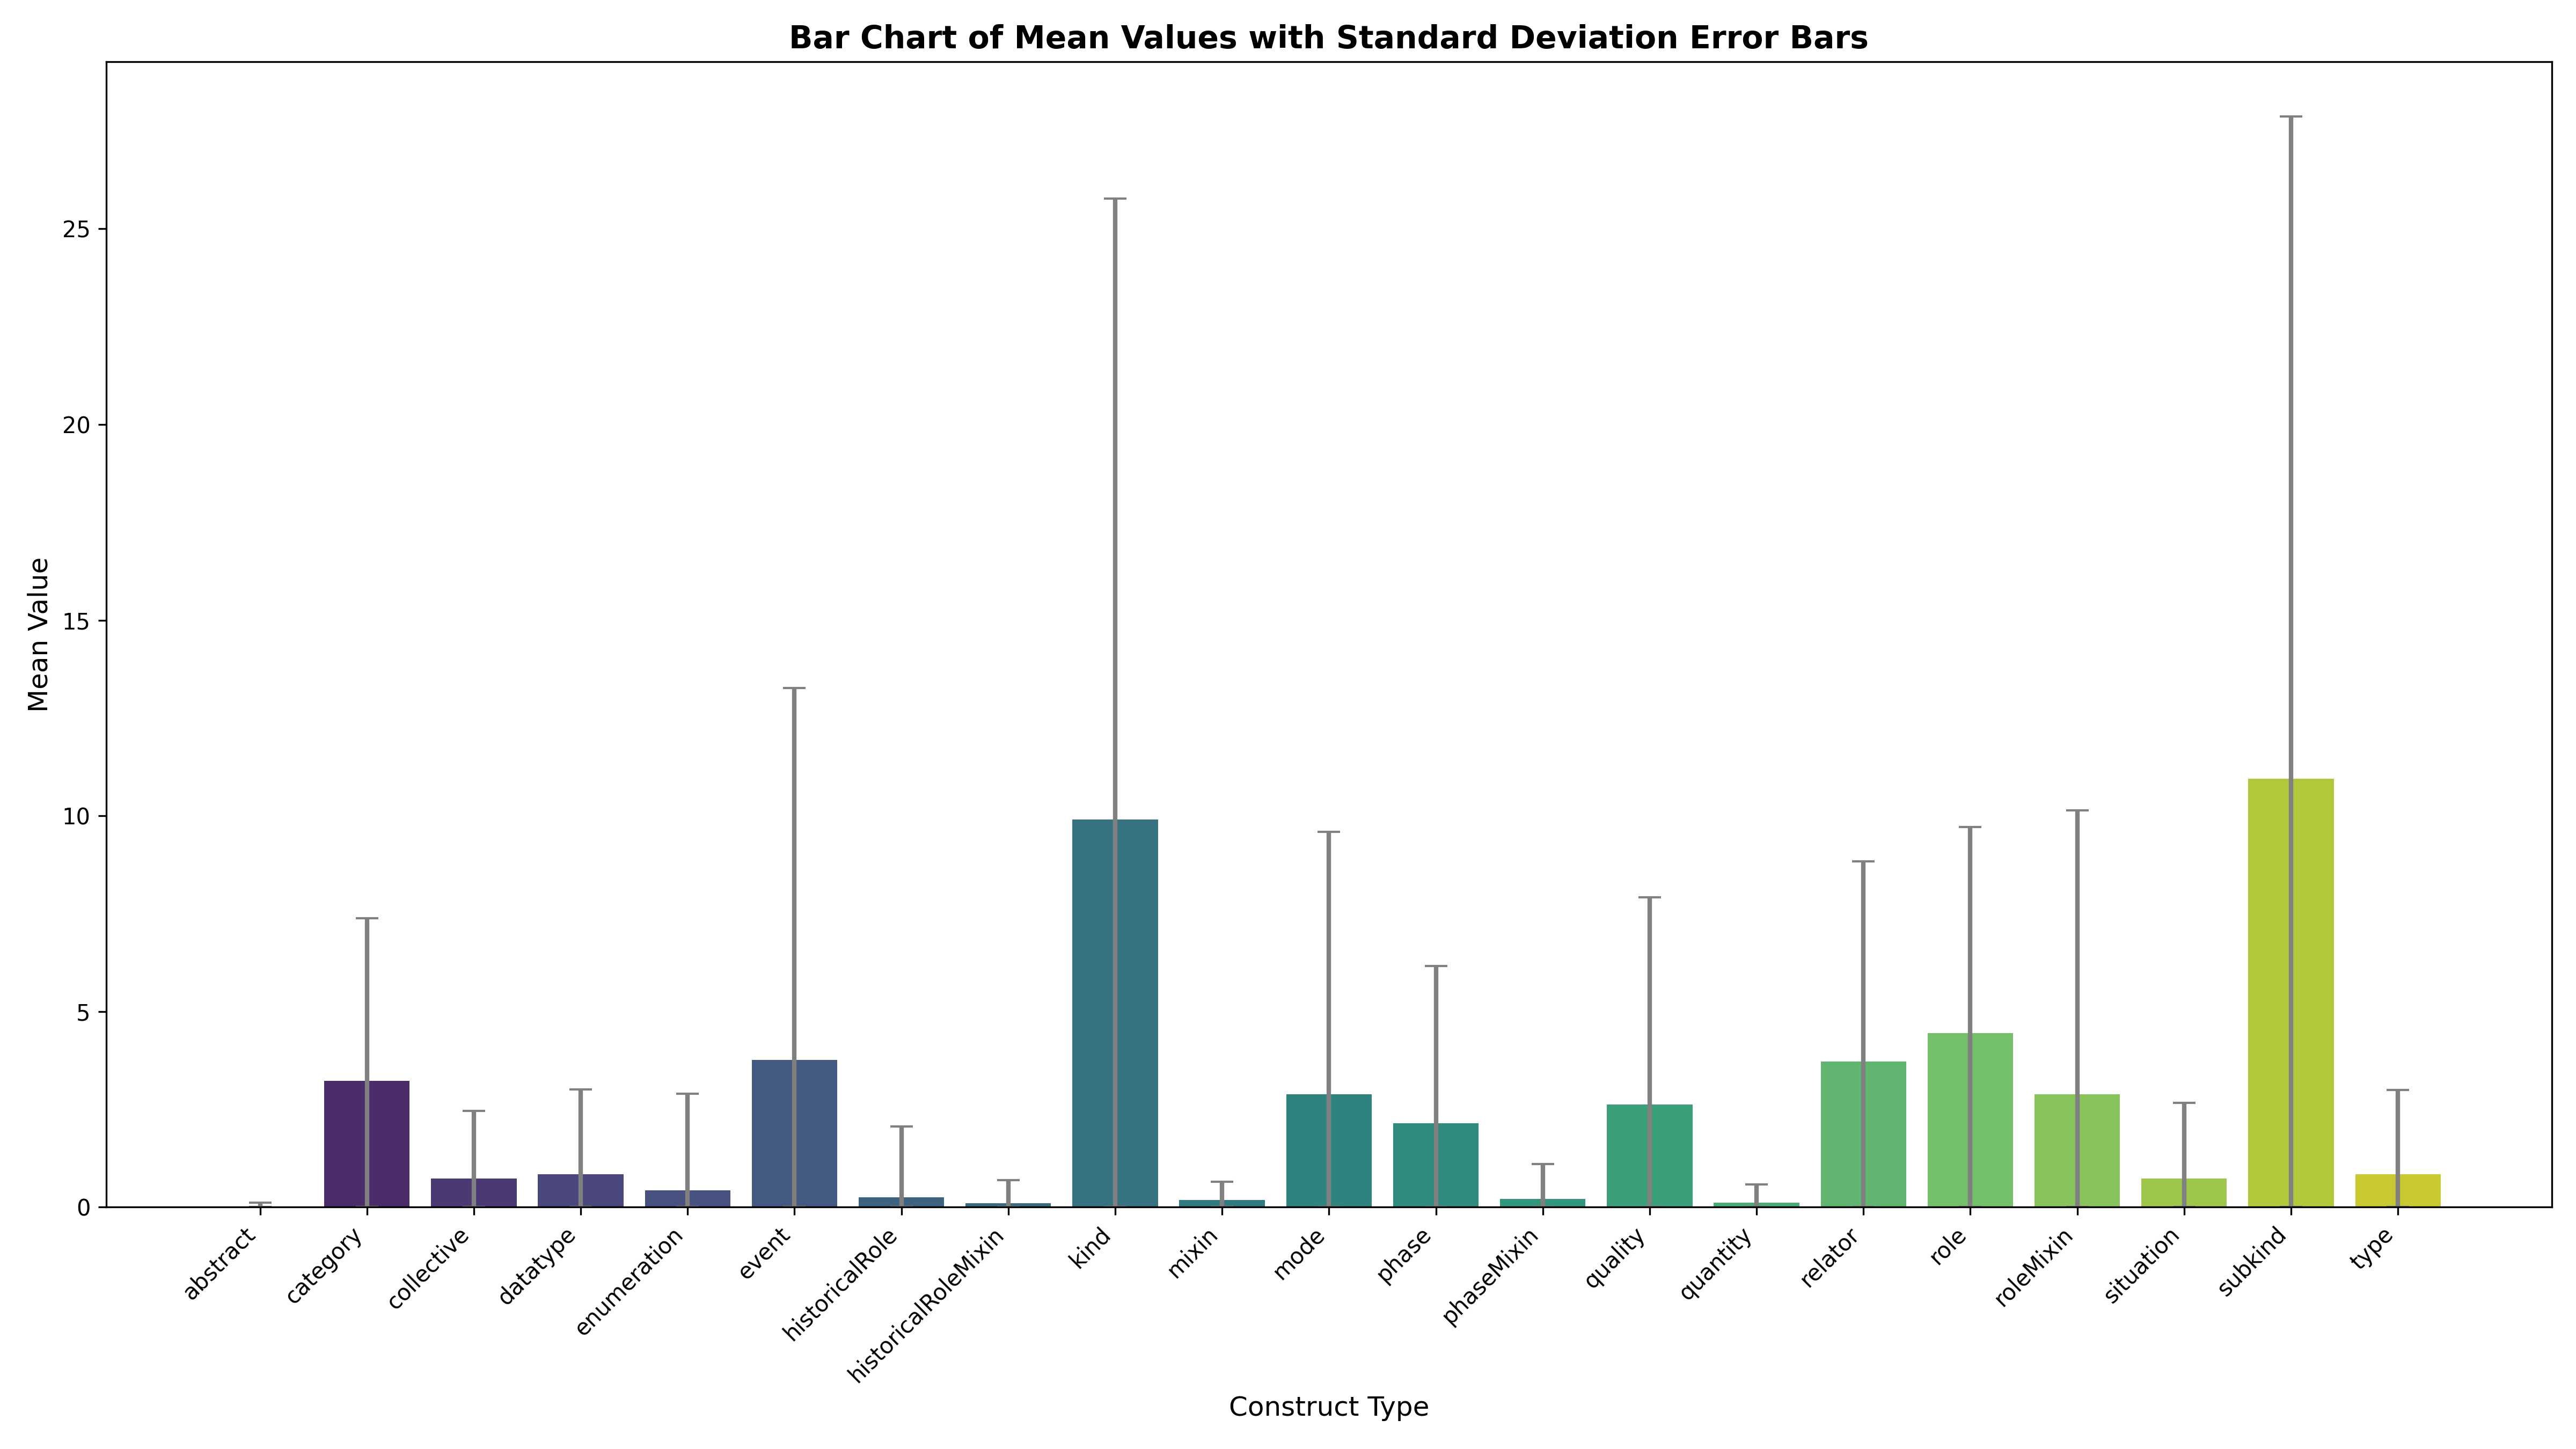 Bar Chart of Mean Values with Standard Deviation Error Bars
Mean Value
25
20
15
10
5
0
abstract
category
collective
datatype
enumeration
event
historicalRole
historicalRoleMixin
kind
mixin
mode
phase
phaseMixin
quality
quantity
relator
role
roleMixin
situation
subkind
type
Construct Type